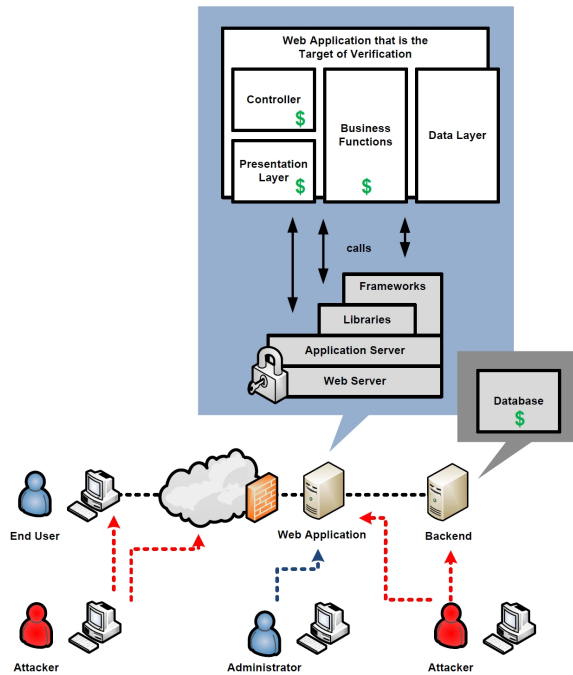 Web Application that is the
Target of Verification
Controller
$
Presentation
Layer
$
Business
Functions
$
Data Layer
calls
Frameworks
Libraries
Application Server
Web Server
Database
$
End User
Web Application
Backend
Attacker
Administrator
Attacker